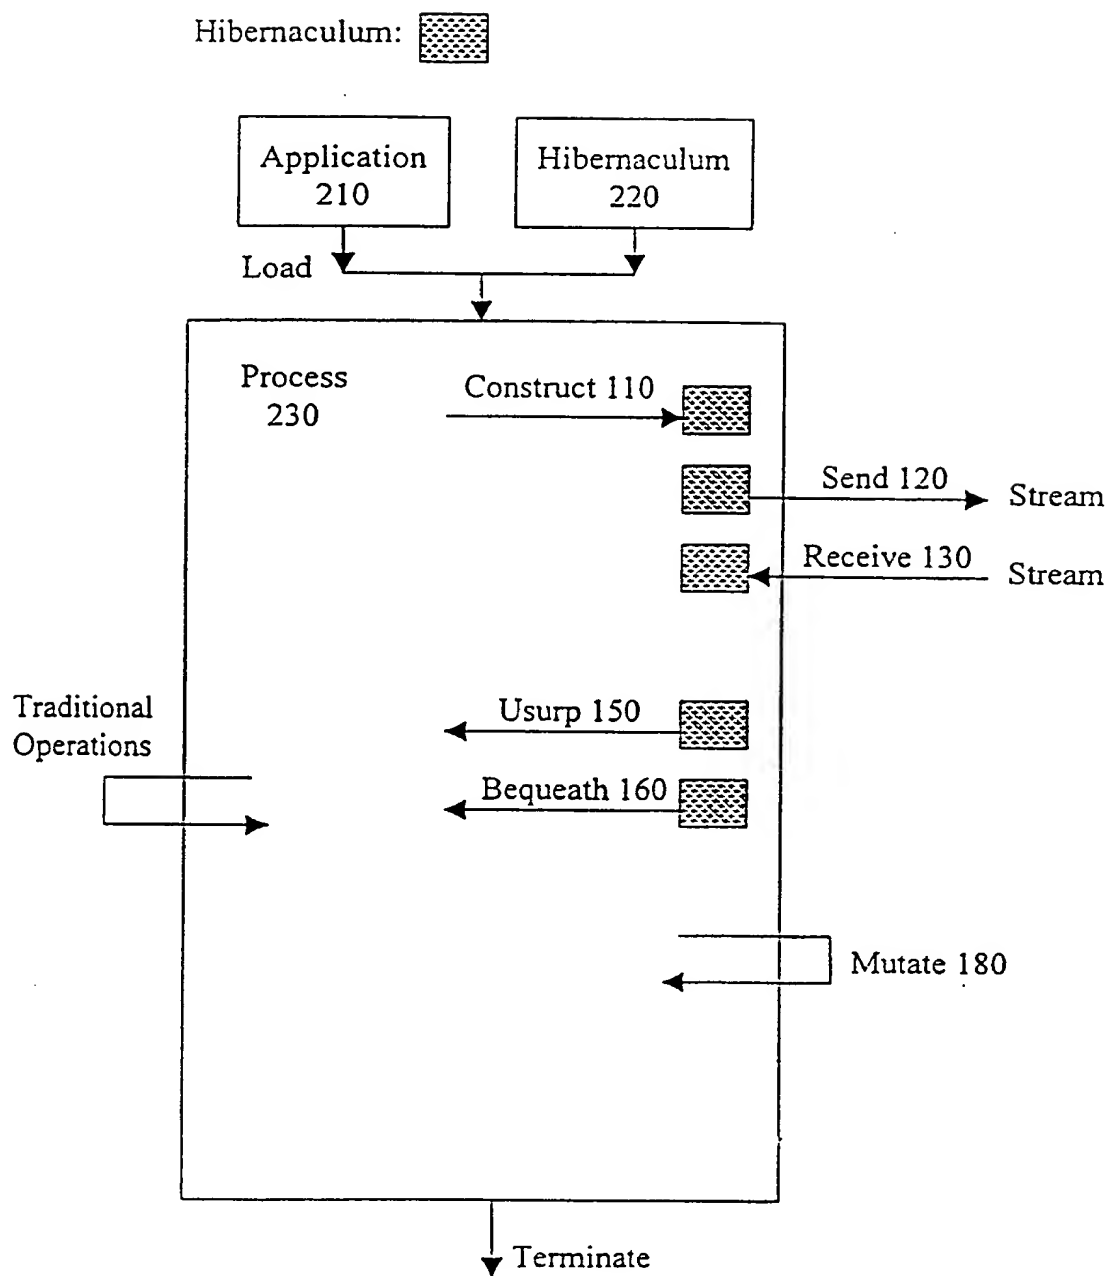 Hibernaculum:
Application
210
Hibernaculum
220
Load
Process
230
Construct 110
Send 120
Stream
Receive 130
Stream
Traditional
Operations
Usurp 150
Bequeath 160
Mutate 180
Terminate